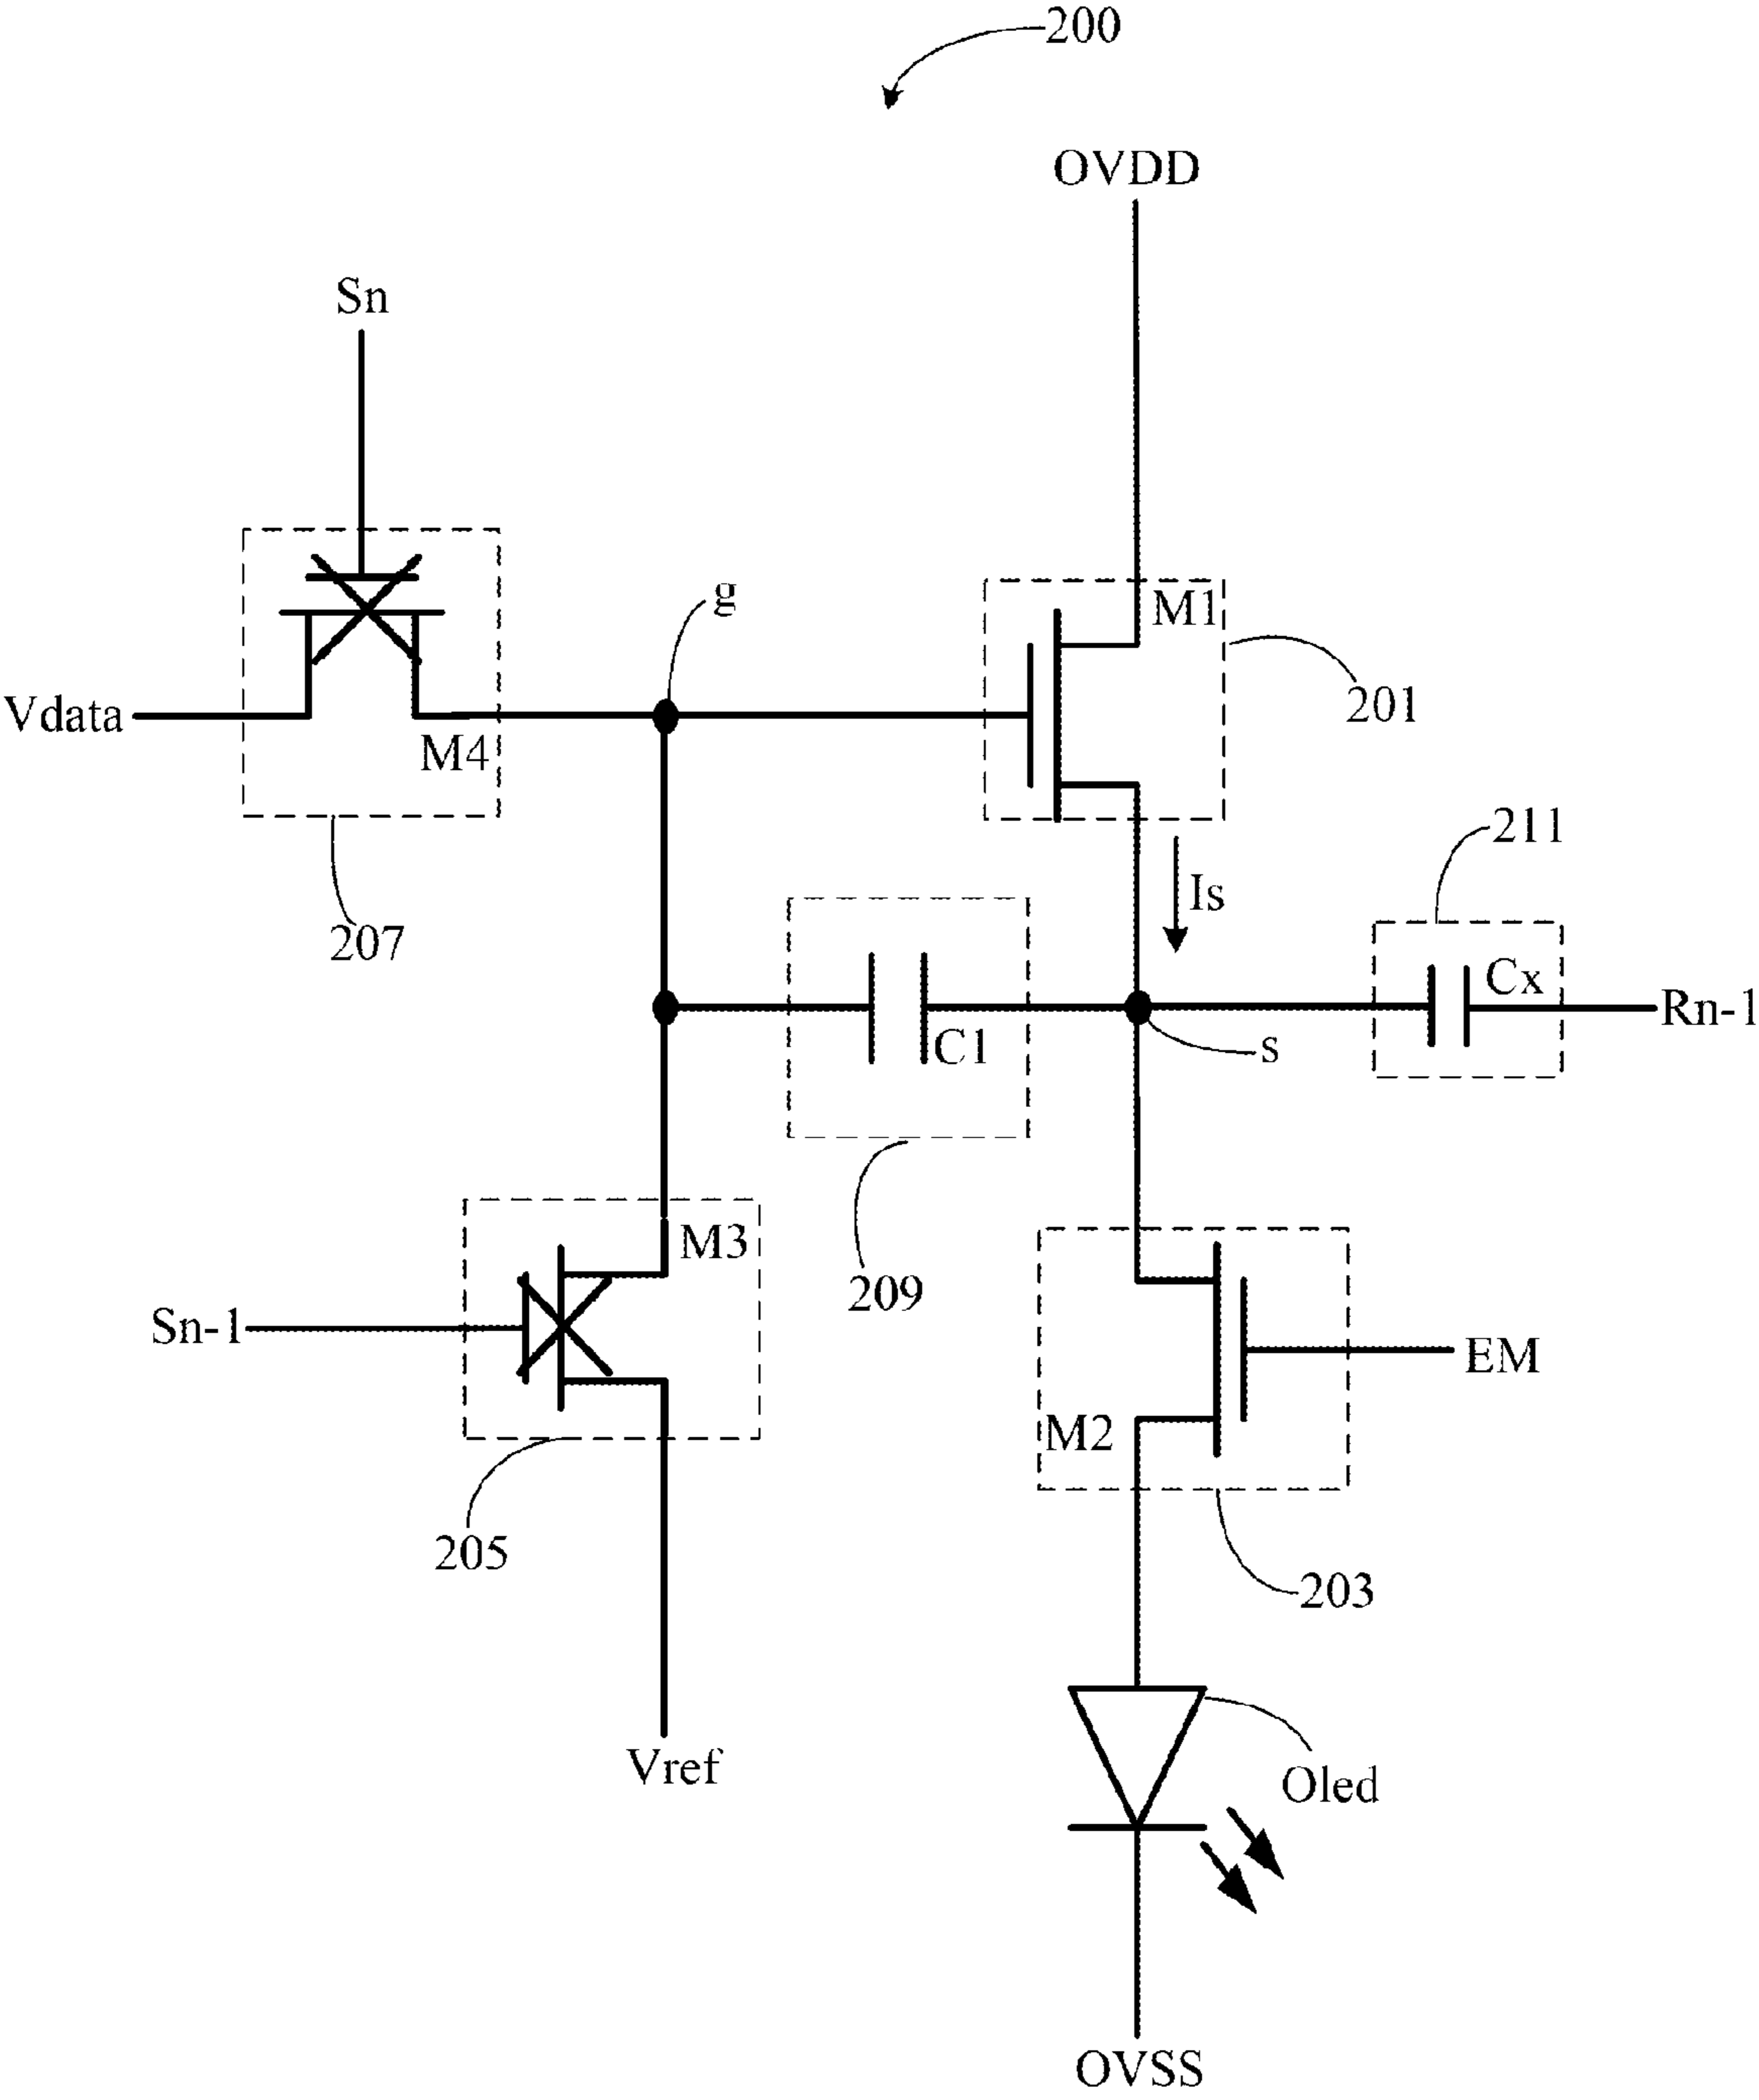 200
OVDD
Sn
g
M1
201
Vdata
M4
211
Is
207
Cx
Rn-1
C1
s
M3
209
Sn-1
EM
M2
205
203
Vref
Oled
OVSS